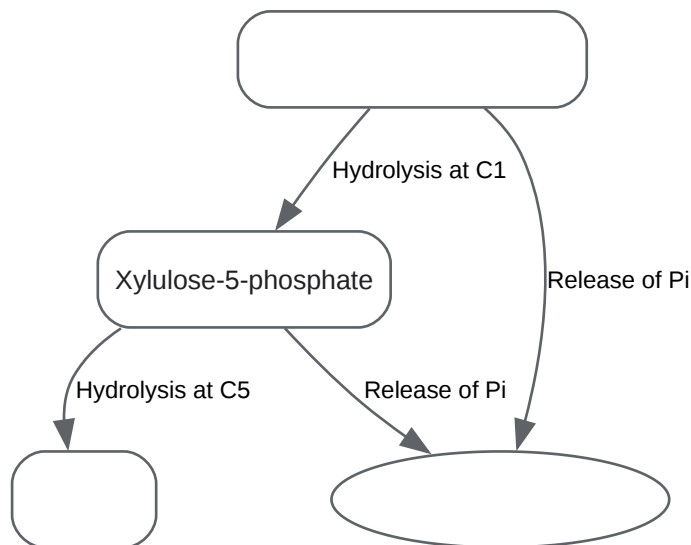 Hydrolysis at C1
Xylulose-5-phosphate
Release of Pi
Hydrolysis at C5
Release of Pi